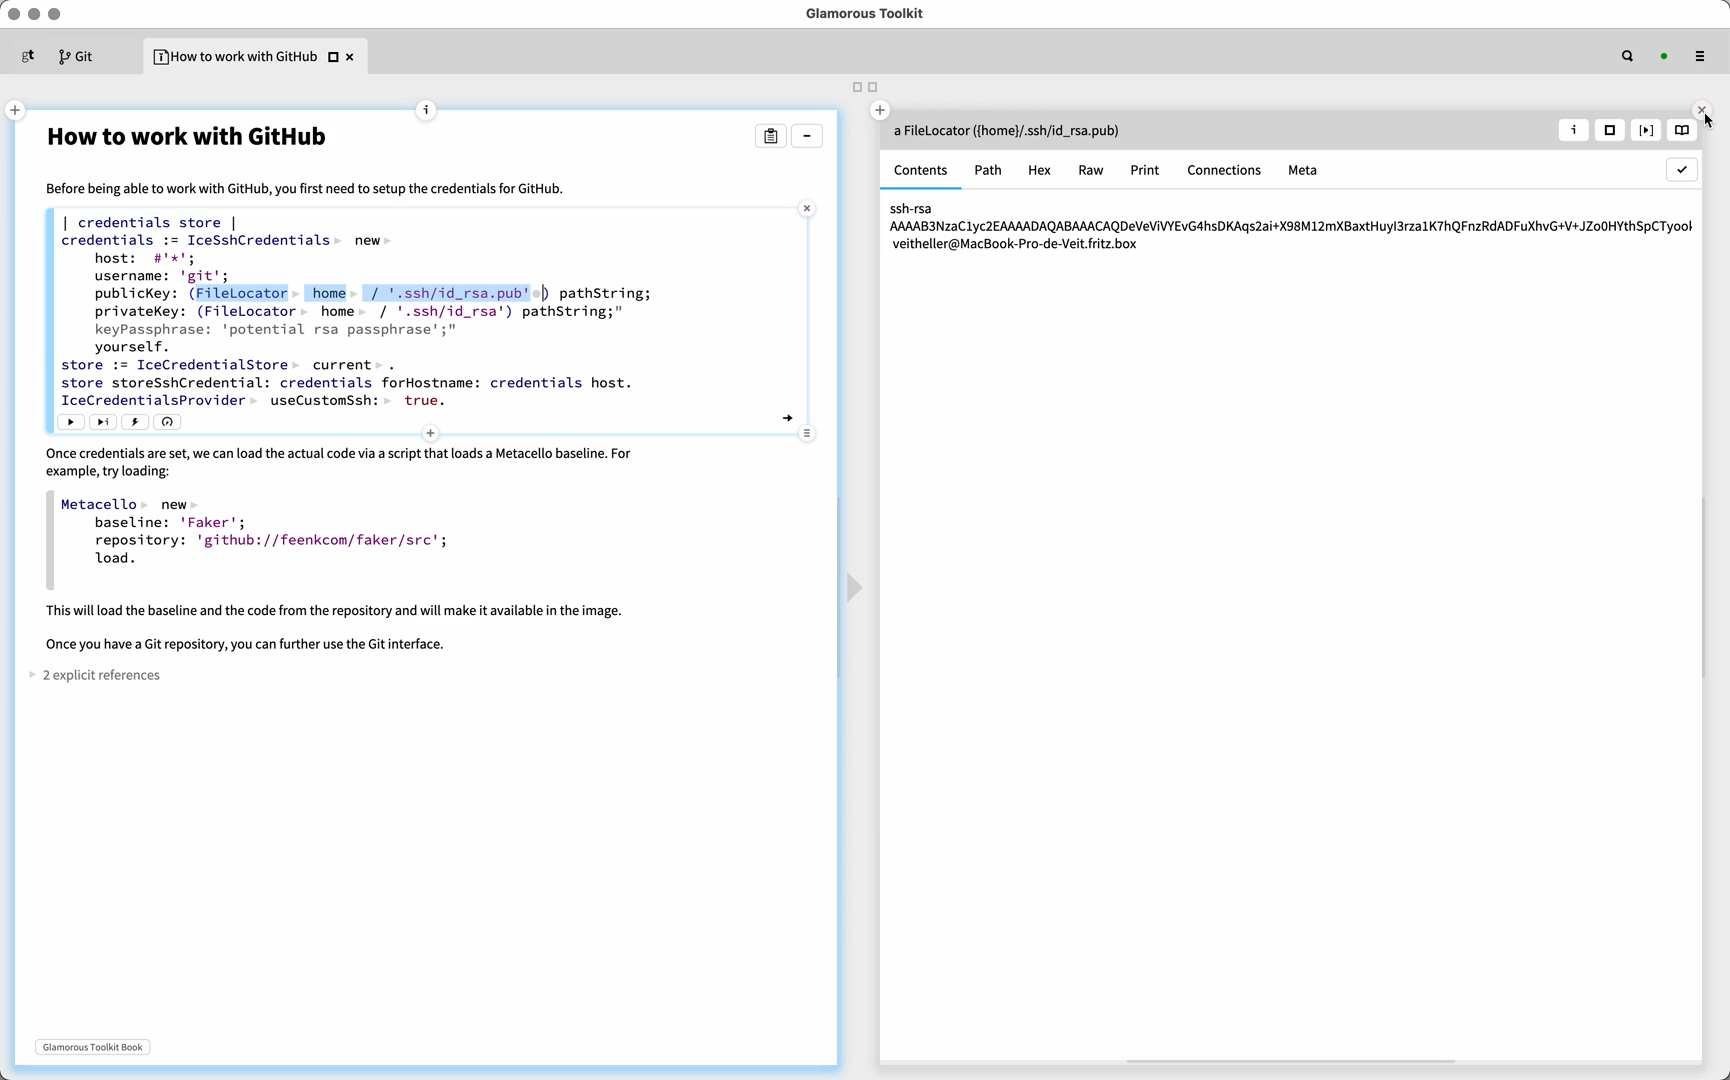 Glamorous Toolkit
gt
Git
How to work with GitHub
How to work with GitHub
Before being able to work with GitHub, you first need to setup the credentials for GitHub.
| credentials store |
credentials := IceSshCredentials new
host: #'*';
username: 'git';
publicKey: (FileLocator home / '.ssh/id_rsa.pub') pathString;
privateKey: (FileLocator home / '.ssh/id_rsa') pathString;"
keyPassphrase: 'potential rsa passphrase';"
yourself.
store := IceCredentialStore current .
store storeSshCredential: credentials forHostname: credentials host.
IceCredentialsProvider useCustomSsh: true.
Once credentials are set, we can load the actual code via a script that loads a Metacello baseline. For
example, try loading:
Metacello new
baseline: 'Faker';
repository: 'github://feenkcom/faker/src';
load.
This will load the baseline and the code from the repository and will make it available in the image.
Once you have a Git repository, you can further use the Git interface.
2 explicit references
Glamorous Toolkit Book
a FileLocator ({home}/.ssh/id_rsa.pub)
Contents Path Hex Raw Print Connections Meta
ssh-rsa
veitheller@MacBook-Pro-de-Veit.fritz.box